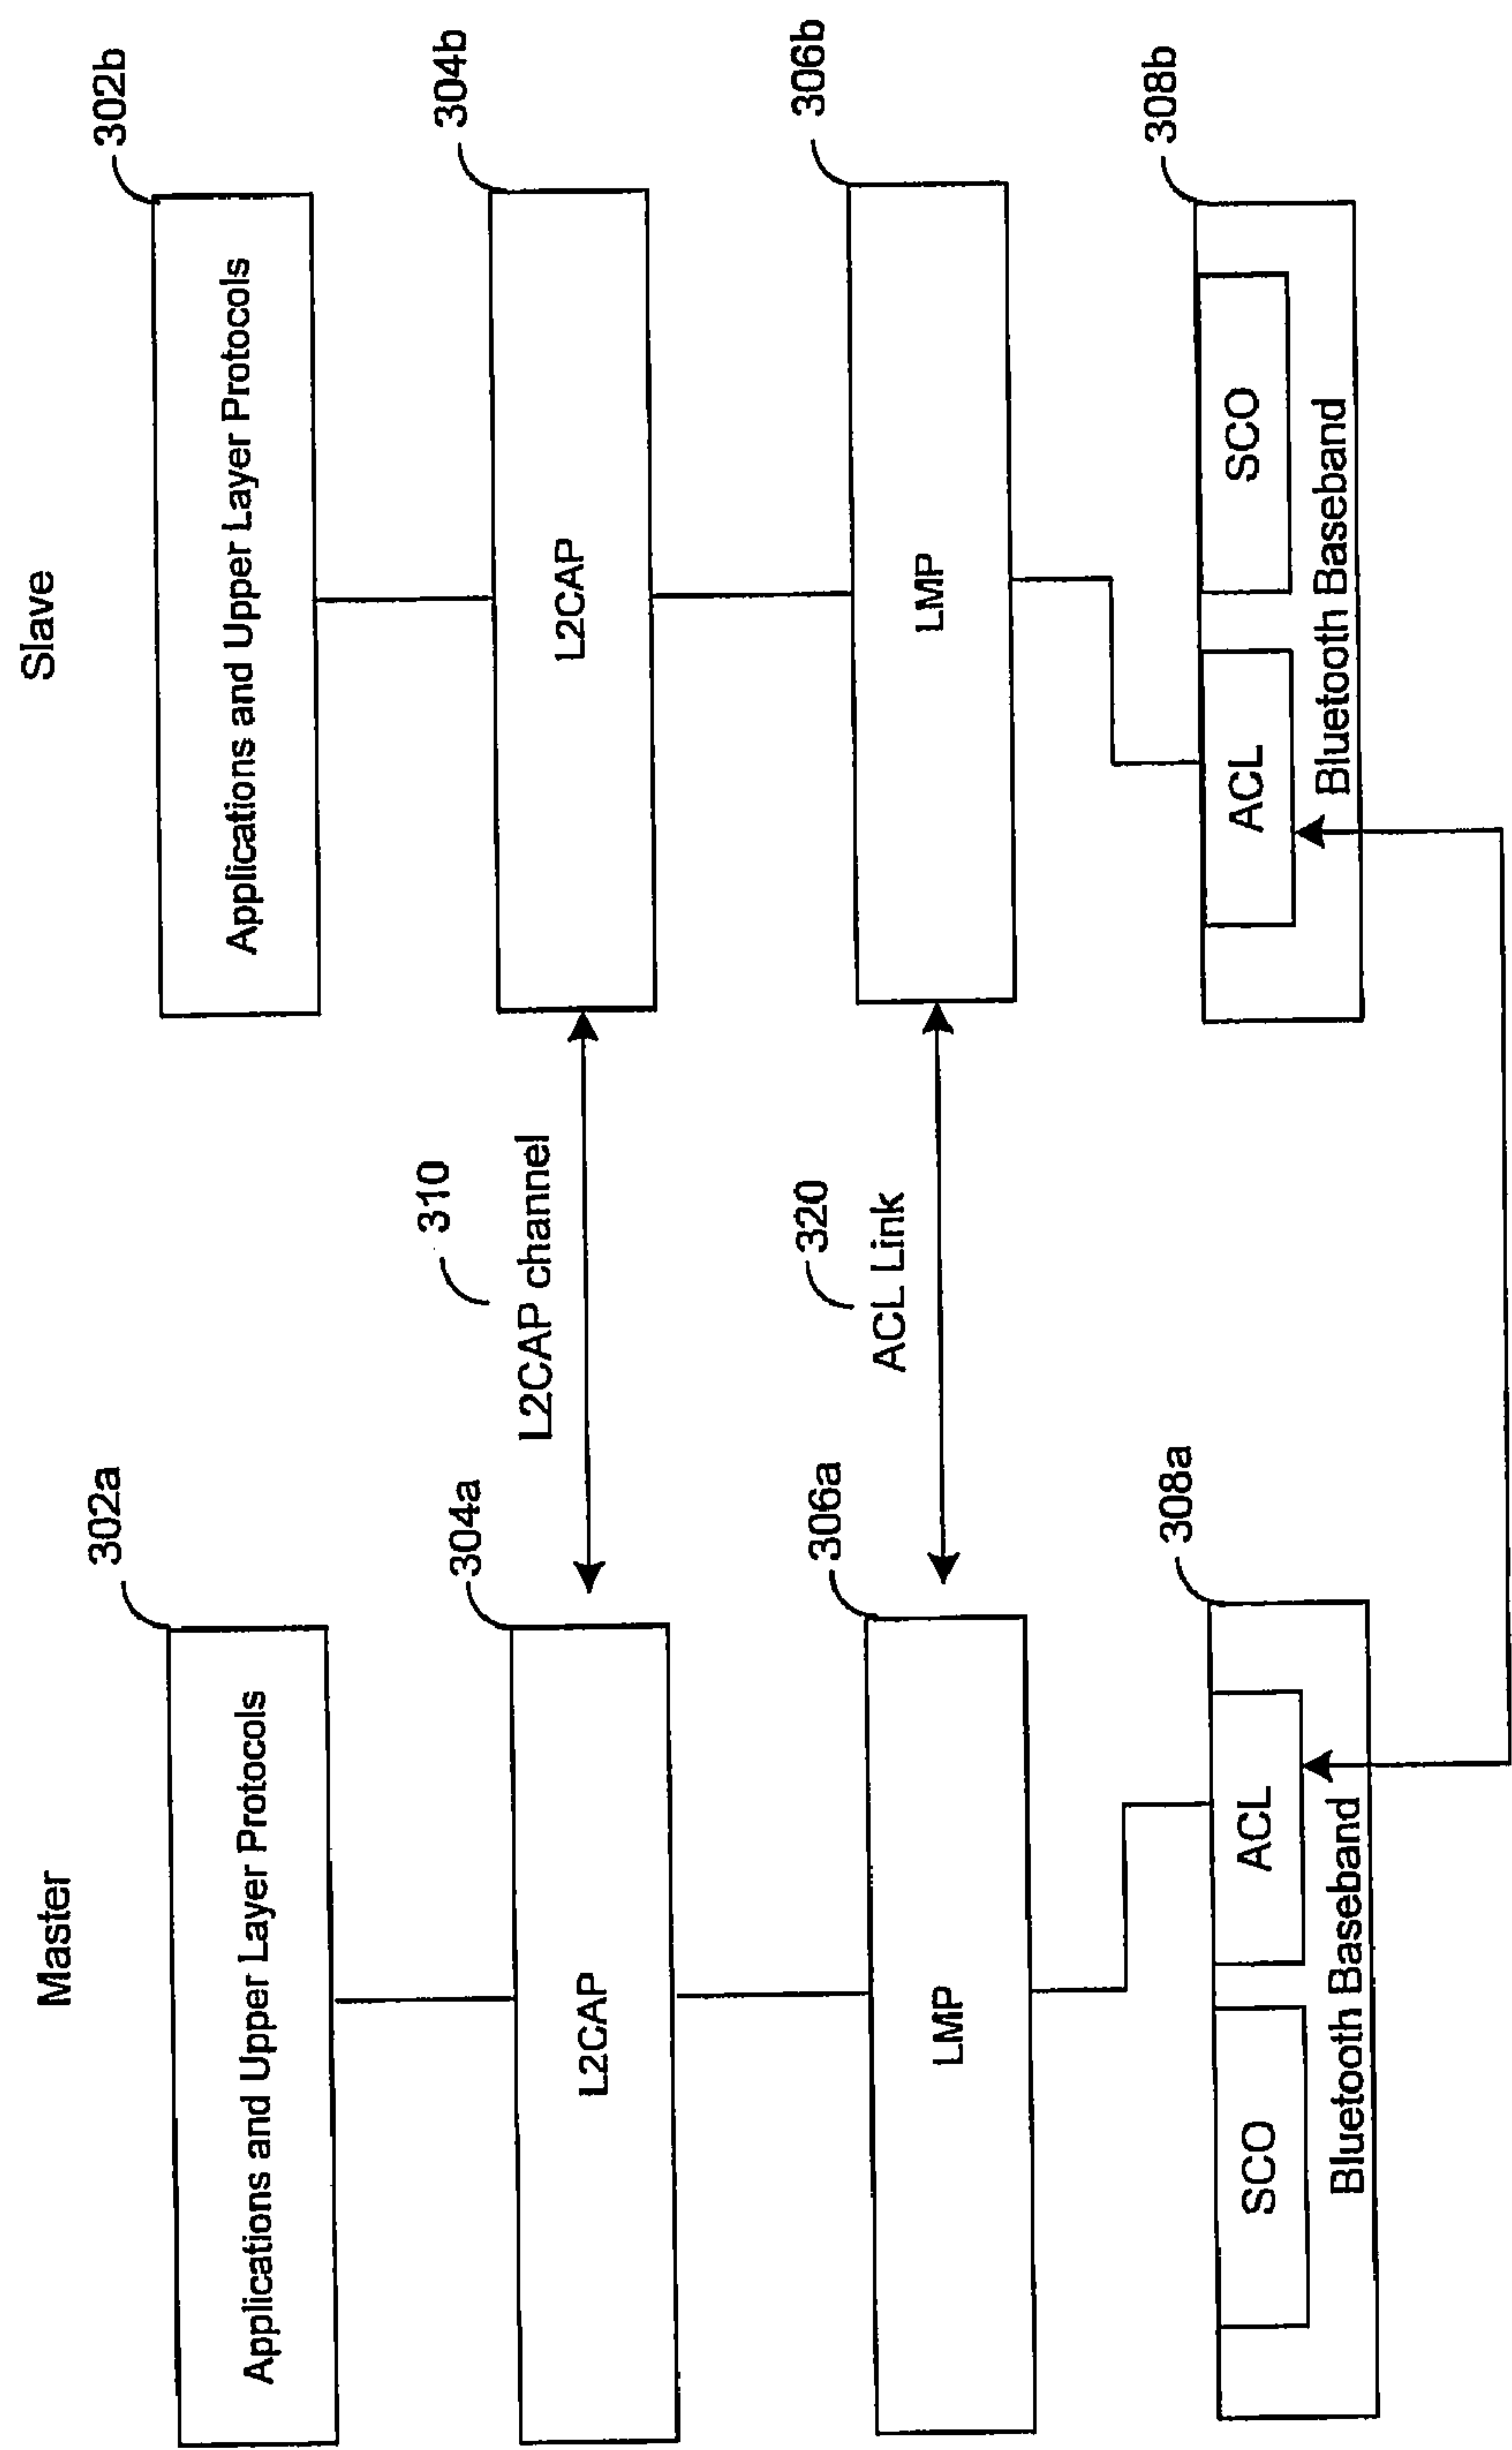 Master
Slave
302a
Applications and Upper Layer Protocols
302b
Applications and Upper Layer Protocols
304a
L2CAP
310
L2CAP channel
304b
L2CAP
306a
LMP
320
ACL Link
306b
LMP
308a
SCO
ACL
Bluetooth Baseband
308b
ACL
SCO
Bluetooth Baseband